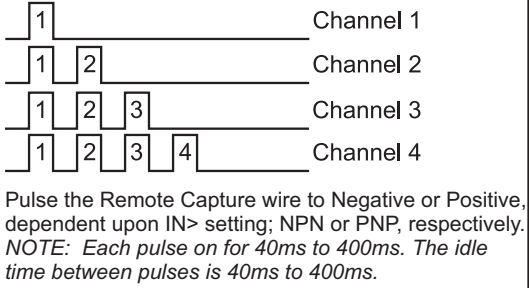 1 Channel 1
1 2 Channel 2
1 2 3 Channel 3
1 2 3 4 Channel 4
Pulse the Remote Capture wire to Negative or Positive,
dependent upon IN> setting; NPN or PNP, respectively.
NOTE: Each pulse on for 40ms to 400ms. The idle
time between pulses is 40ms to 400ms.